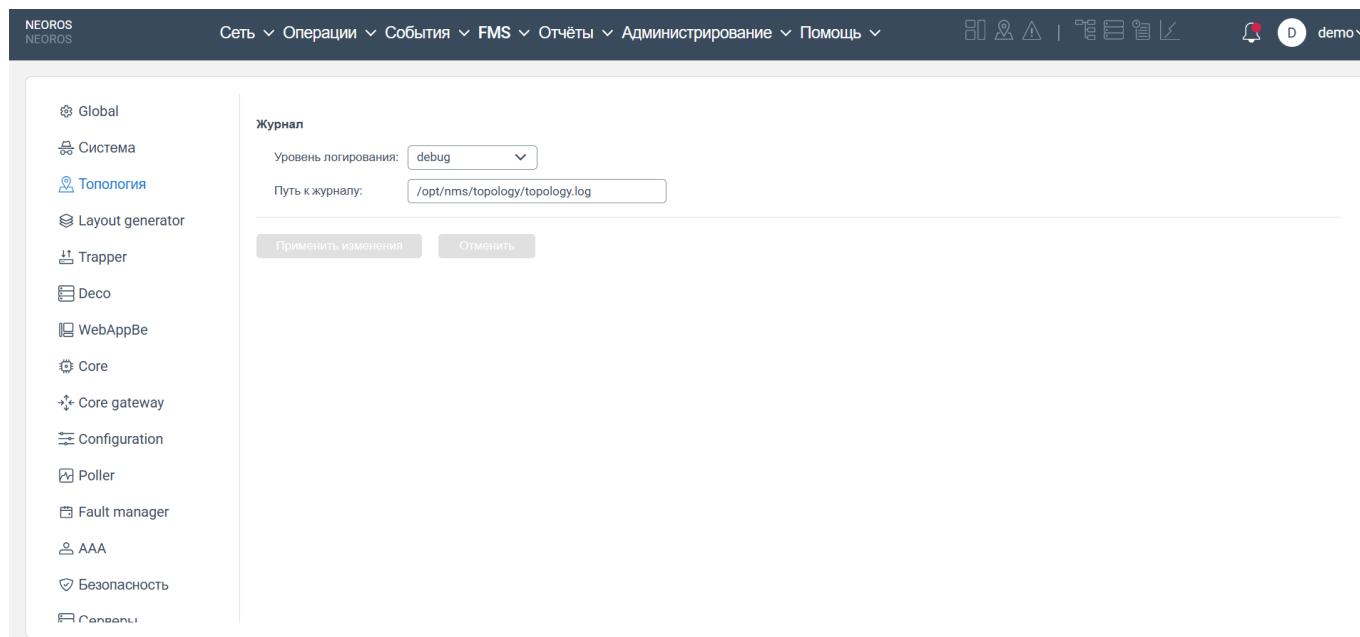 NEOROS
NEOROS
Сеть Операции События FMS Отчёты Администрирование Помощь
D demo
Global
Система
Топология
Layout generator
Trapper
Deco
WebAppBe
Core
Core gateway
Configuration
Poller
Fault manager
AAA
Безопасность
Серверы
Журнал
Уровень логирования: debug
Путь к журналу: /opt/nms/topology/topology.log
Применить изменения Отменить